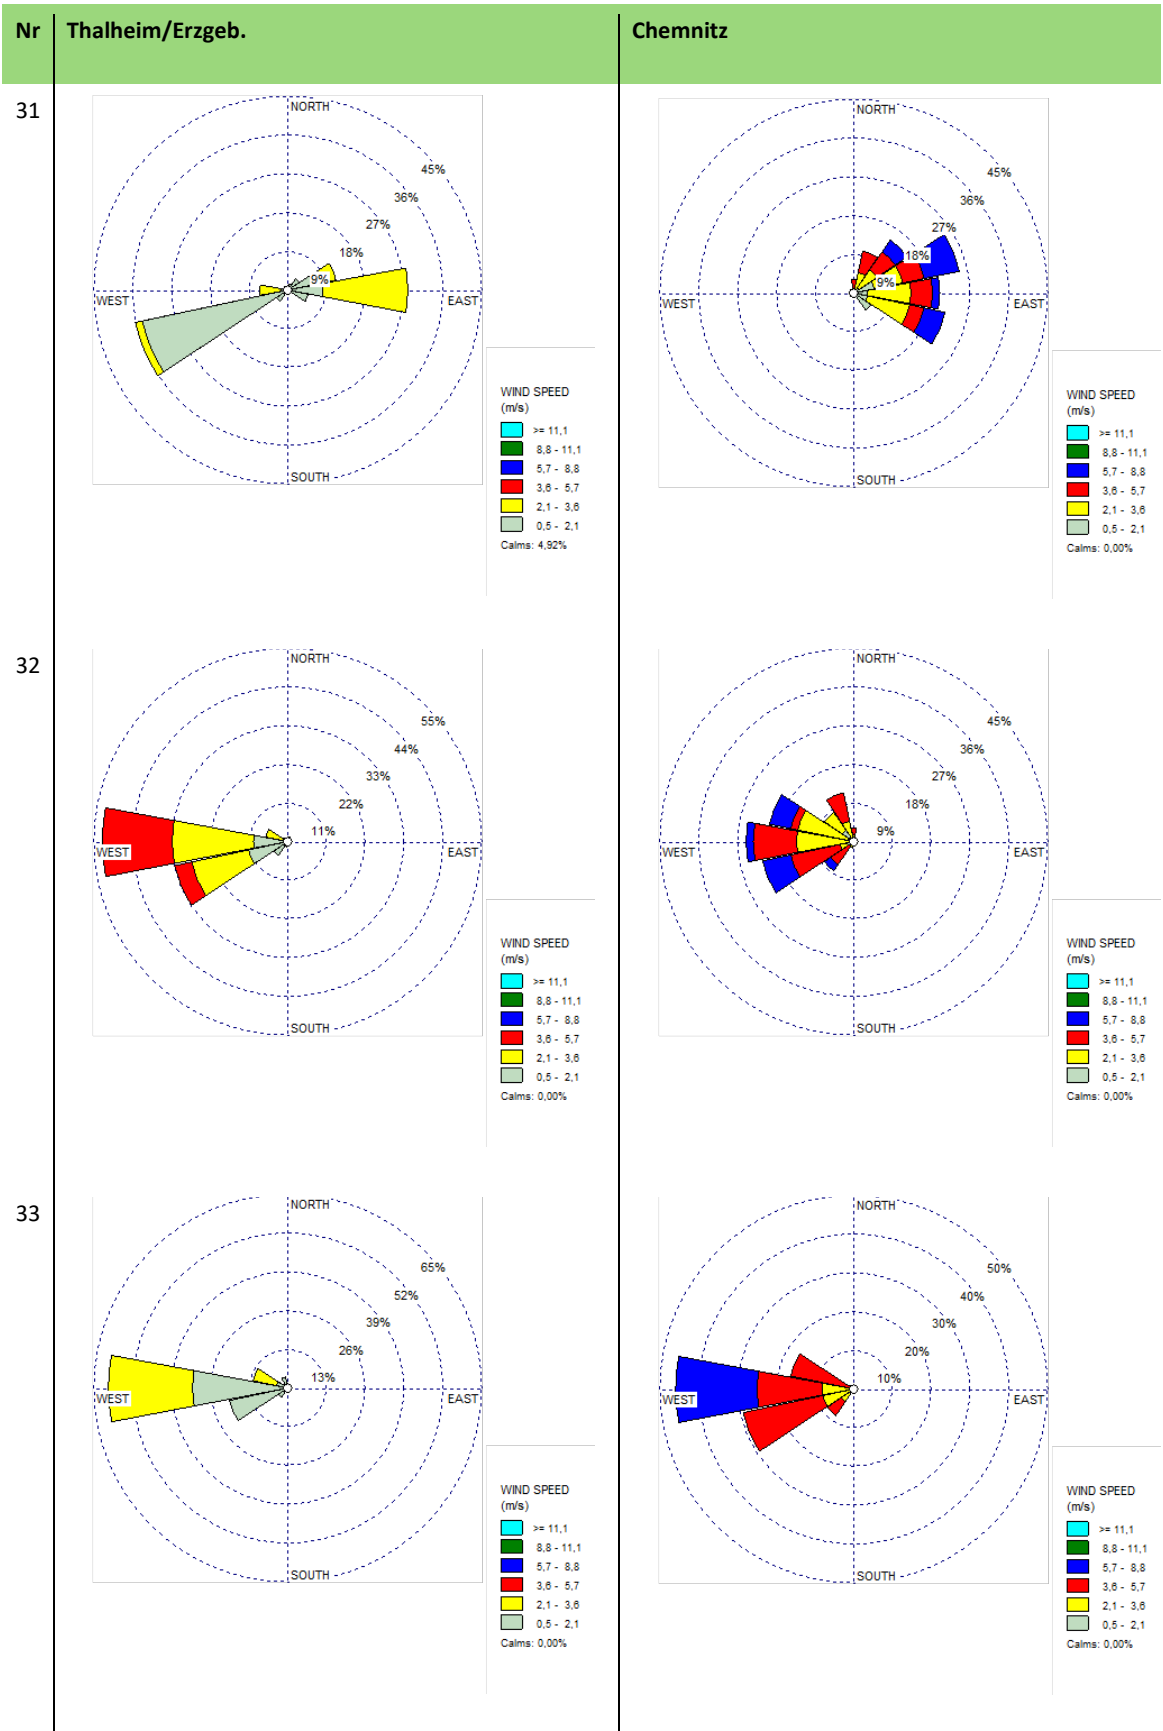 Nr Thalheim/Erzgeb. Chemnitz
31
NORTH
45%
36%
27%
18%
9%
WEST
EAST
SOUTH
WIND SPEED
(m/s)
>= 11,1
8,8 - 11,1
5,7 - 8,8
3,6 - 5,7
2,1 - 3,6
0,5 - 2,1
Calms: 4,92%
NORTH
45%
36%
27%
18%
9%
WEST
EAST
SOUTH
WIND SPEED
(m/s)
>= 11,1
8,8 - 11,1
5,7 - 8,8
3,6 - 5,7
2,1 - 3,6
0,5 - 2,1
Calms: 0,00%
32
NORTH
55%
44%
33%
22%
11%
WEST
EAST
SOUTH
WIND SPEED
(m/s)
>= 11,1
8,8 - 11,1
5,7 - 8,8
3,6 - 5,7
2,1 - 3,6
0,5 - 2,1
Calms: 0,00%
NORTH
45%
36%
27%
18%
9%
WEST
EAST
SOUTH
WIND SPEED
(m/s)
>= 11,1
8,8 - 11,1
5,7 - 8,8
3,6 - 5,7
2,1 - 3,6
0,5 - 2,1
Calms: 0,00%
33
NORTH
65%
52%
39%
26%
13%
WEST
EAST
SOUTH
WIND SPEED
(m/s)
>= 11,1
8,8 - 11,1
5,7 - 8,8
3,6 - 5,7
2,1 - 3,6
0,5 - 2,1
Calms: 0,00%
NORTH
50%
40%
30%
20%
10%
WEST
EAST
SOUTH
WIND SPEED
(m/s)
>= 11,1
8,8 - 11,1
5,7 - 8,8
3,6 - 5,7
2,1 - 3,6
0,5 - 2,1
Calms: 0,00%